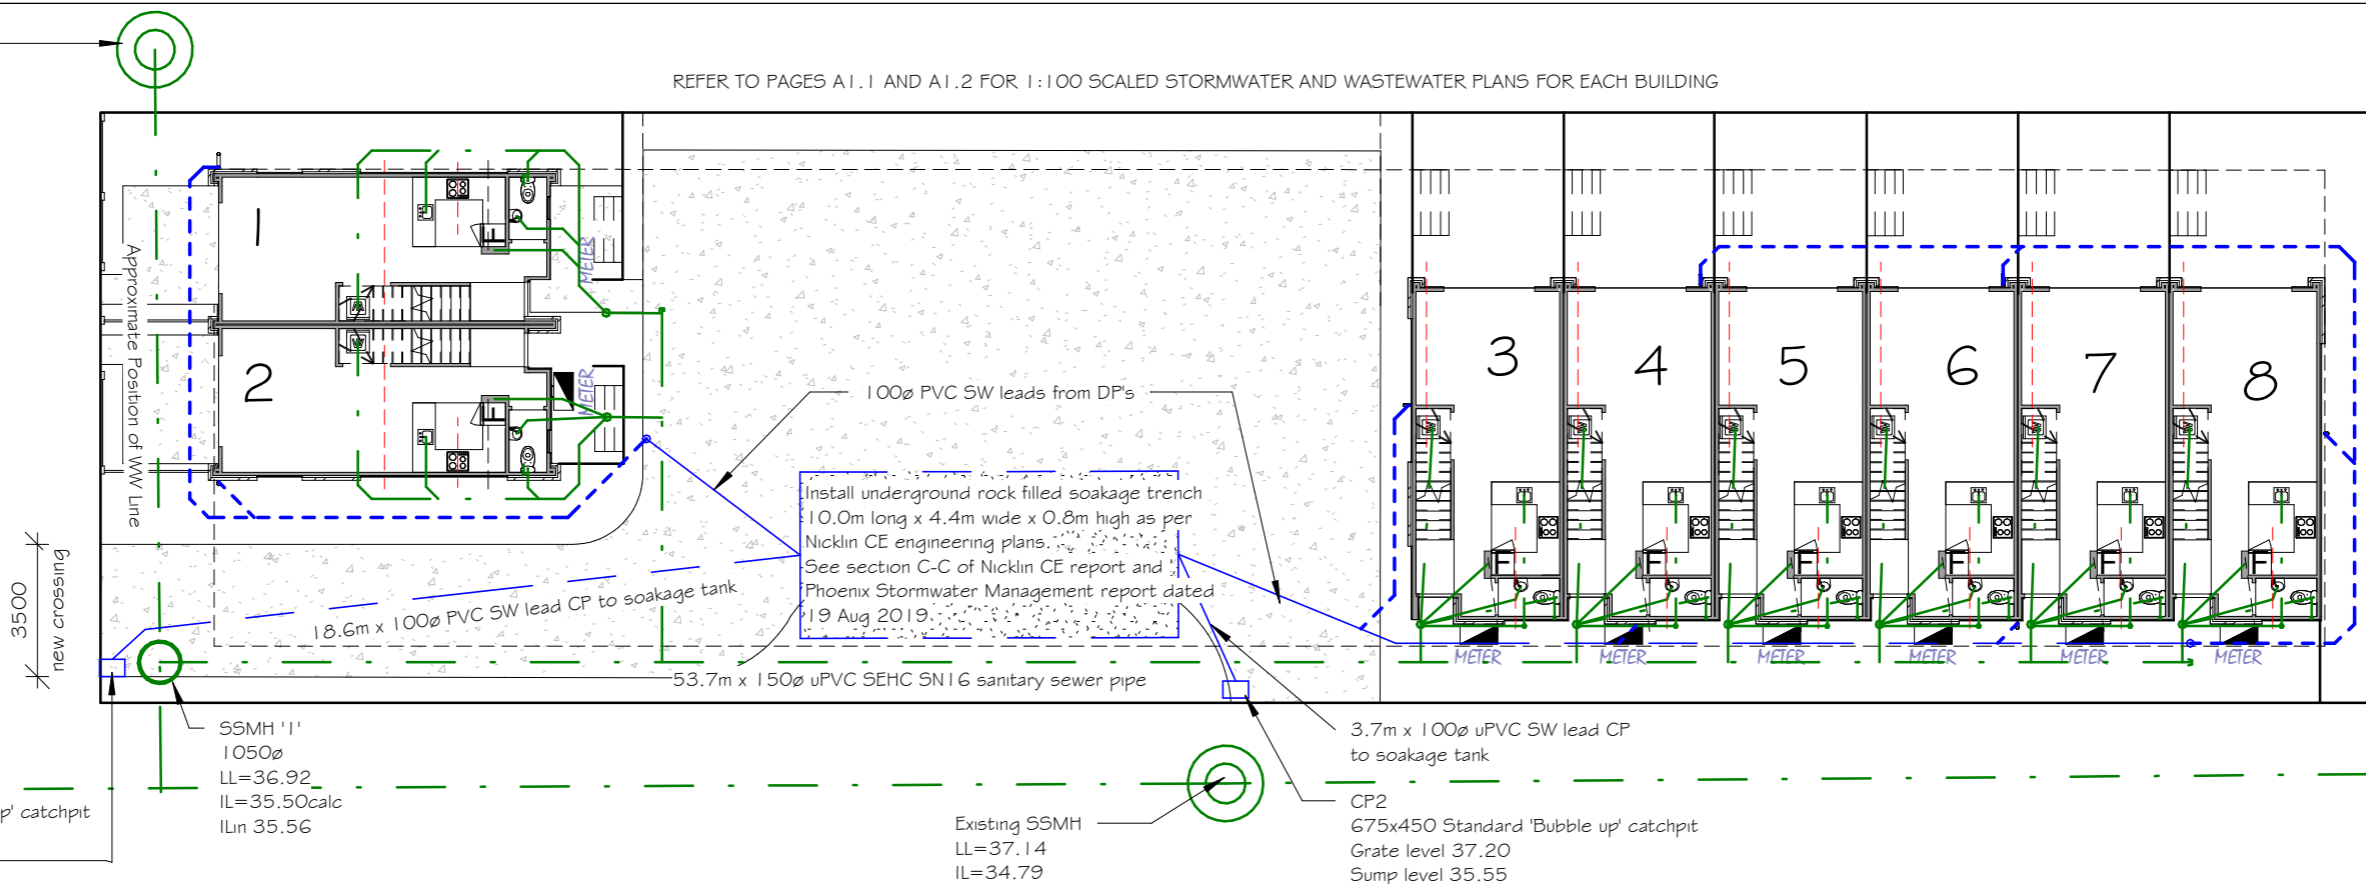 REFER TO PAGES A1.1 AND A1.2 FOR 1:100 SCALED STORMWATER AND WASTEWATER PLANS FOR EACH BUILDING
1
2
Approximate Position of WW Line
METER
METER
F
F
W
W
100ø PVC SW leads from DP's
Install underground rock filled soakage trench
10.0m long x 4.4m wide x 0.8m high as per
Nicklin CE engineering plans.
See section C-C of Nicklin CE report and
Phoenix Stormwater Management report dated
19 Aug 2019
3
4
5
6
7
8
W
W
W
W
W
W
F
F
F
F
F
F
METER
METER
METER
METER
METER
METER
3500
new crossing
18.6m x 100ø PVC SW lead CP to soakage tank
53.7m x 150ø uPVC SEHC SN16 sanitary sewer pipe
SSMH '1'
1050ø
LL=36.92
IL=35.50calc
ILin 35.56
p' catchpit
3.7m x 100ø uPVC SW lead CP
to soakage tank
Existing SSMH
LL=37.14
IL=34.79
CP2
675x450 Standard 'Bubble up' catchpit
Grate level 37.20
Sump level 35.55